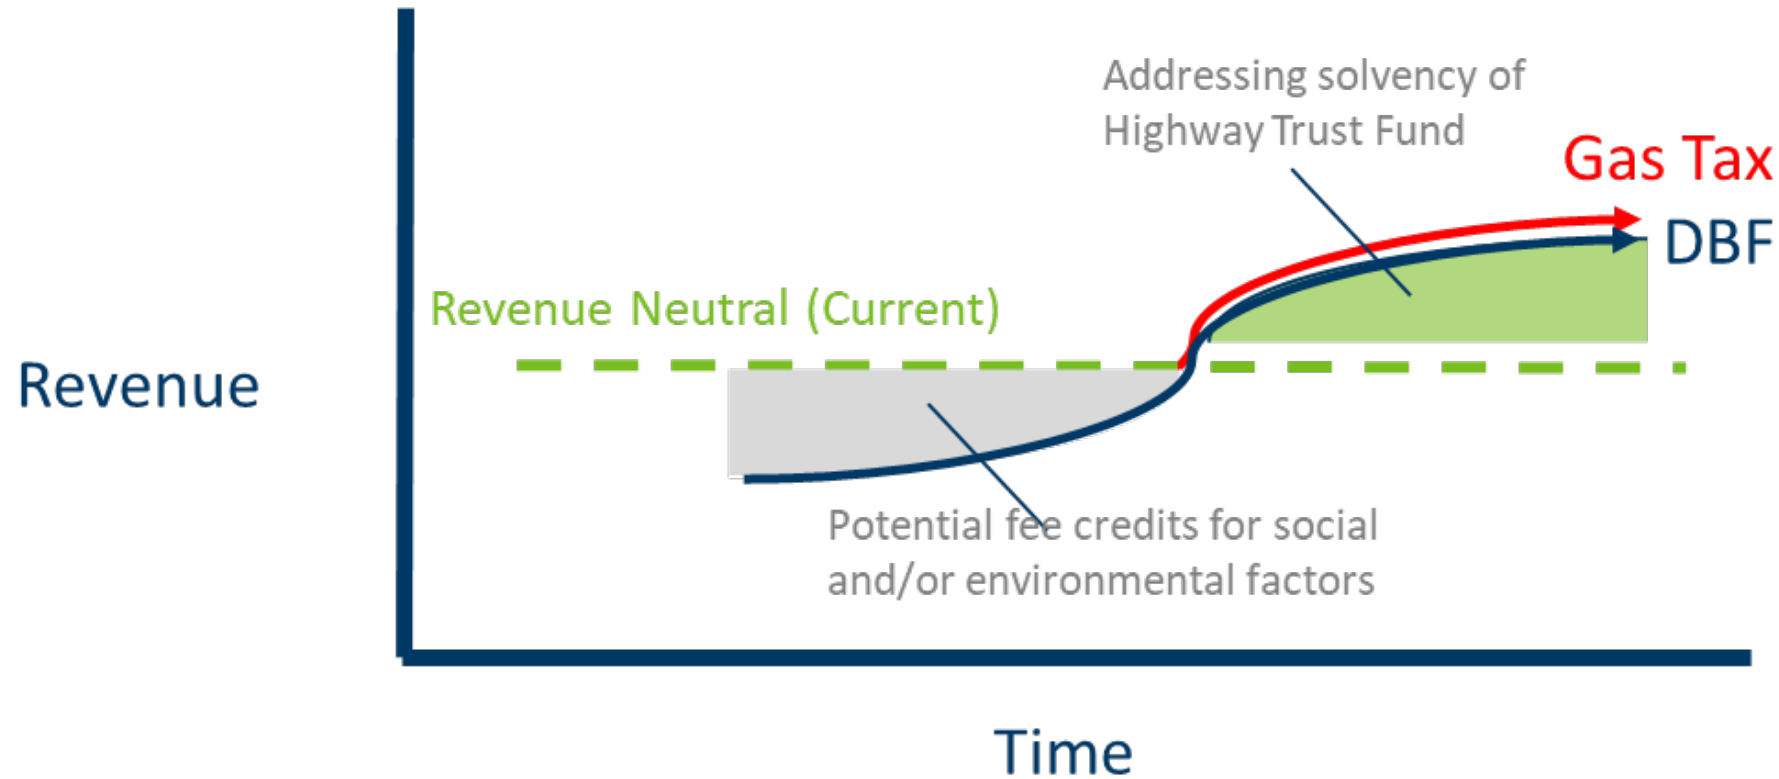 Addressing solvency of
Highway Trust Fund
Gas Tax
DBF
Revenue Neutral (Current)
Revenue
Potential fee credits for social
and/or environmental factors
Time